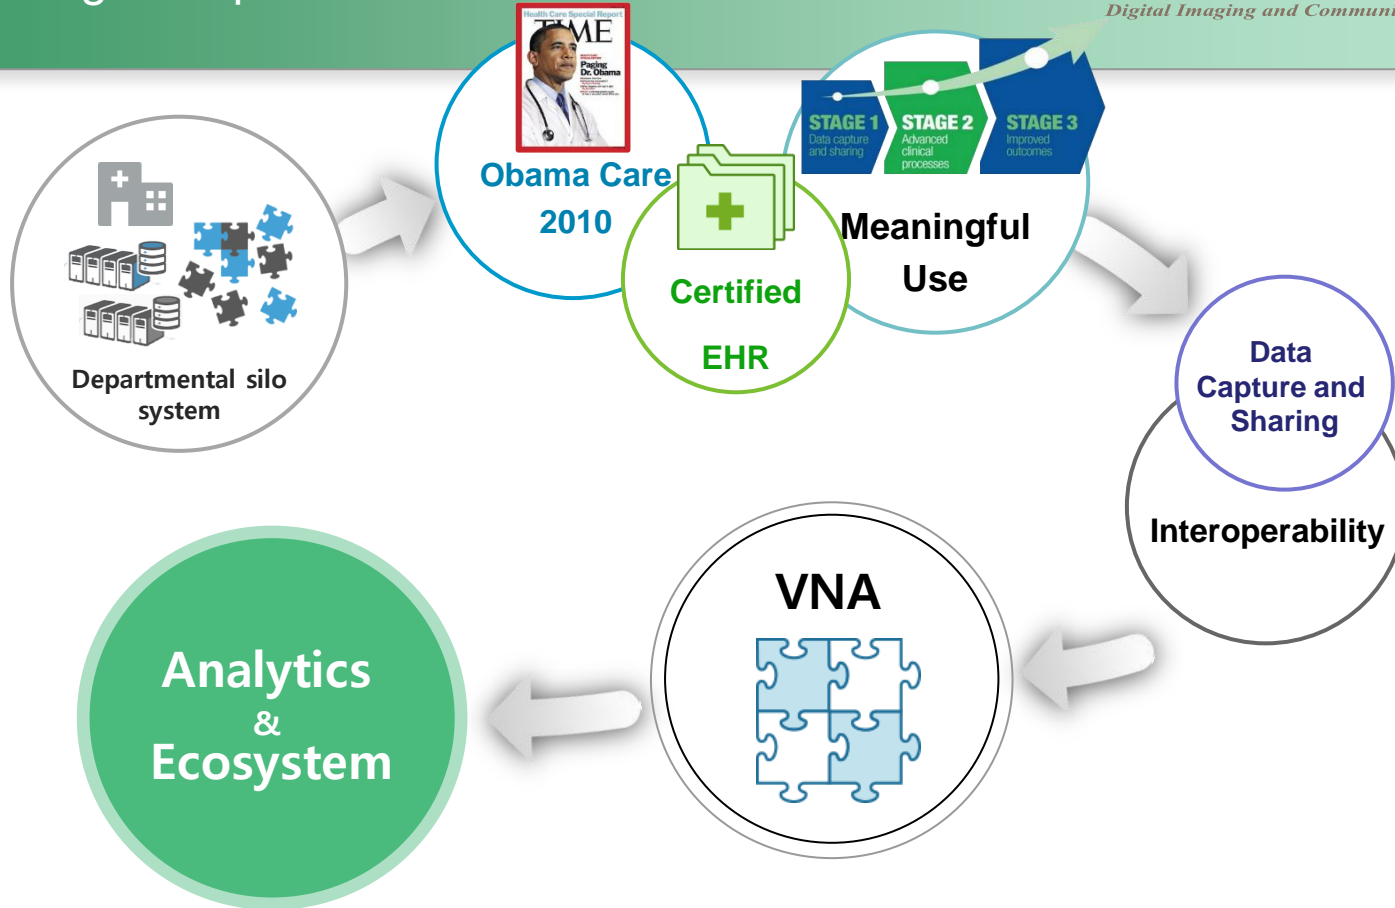 Digital Imaging and Communi
Health Care Special Report
TIME
Paging
Dr. Obama
Obama Care
2010
Certified
EHR
STAGE 1
Data capture
and sharing
STAGE 2
Advanced
clinical
processes
STAGE 3
Improved
outcomes
Meaningful
Use
Departmental silo
system
Data
Capture and
Sharing
Interoperability
VNA
Analytics
&
Ecosystem